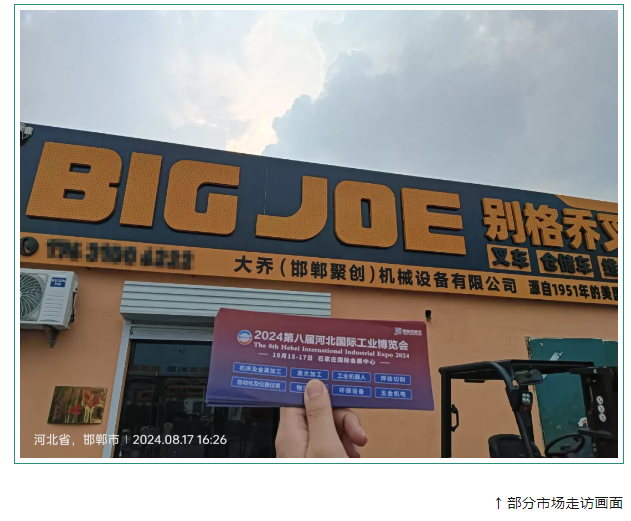 BIG JOE
别格乔叉
叉车 仓储车 维
大乔(邯郸聚创)机械设备有限公司
源自1951年的美国
2024第八届河北国际工业博览会
The 8th Hebei International Industrial Expo 2024
10月15-17日 石家庄国际会展中心
机床及金属加工 激光加工 工业机器人 焊接切割
自动化及仪器仪表 物 环保设备 五金机电
河北省,邯郸市 | 2024.08.17 16:26
↑部分市场走访画面